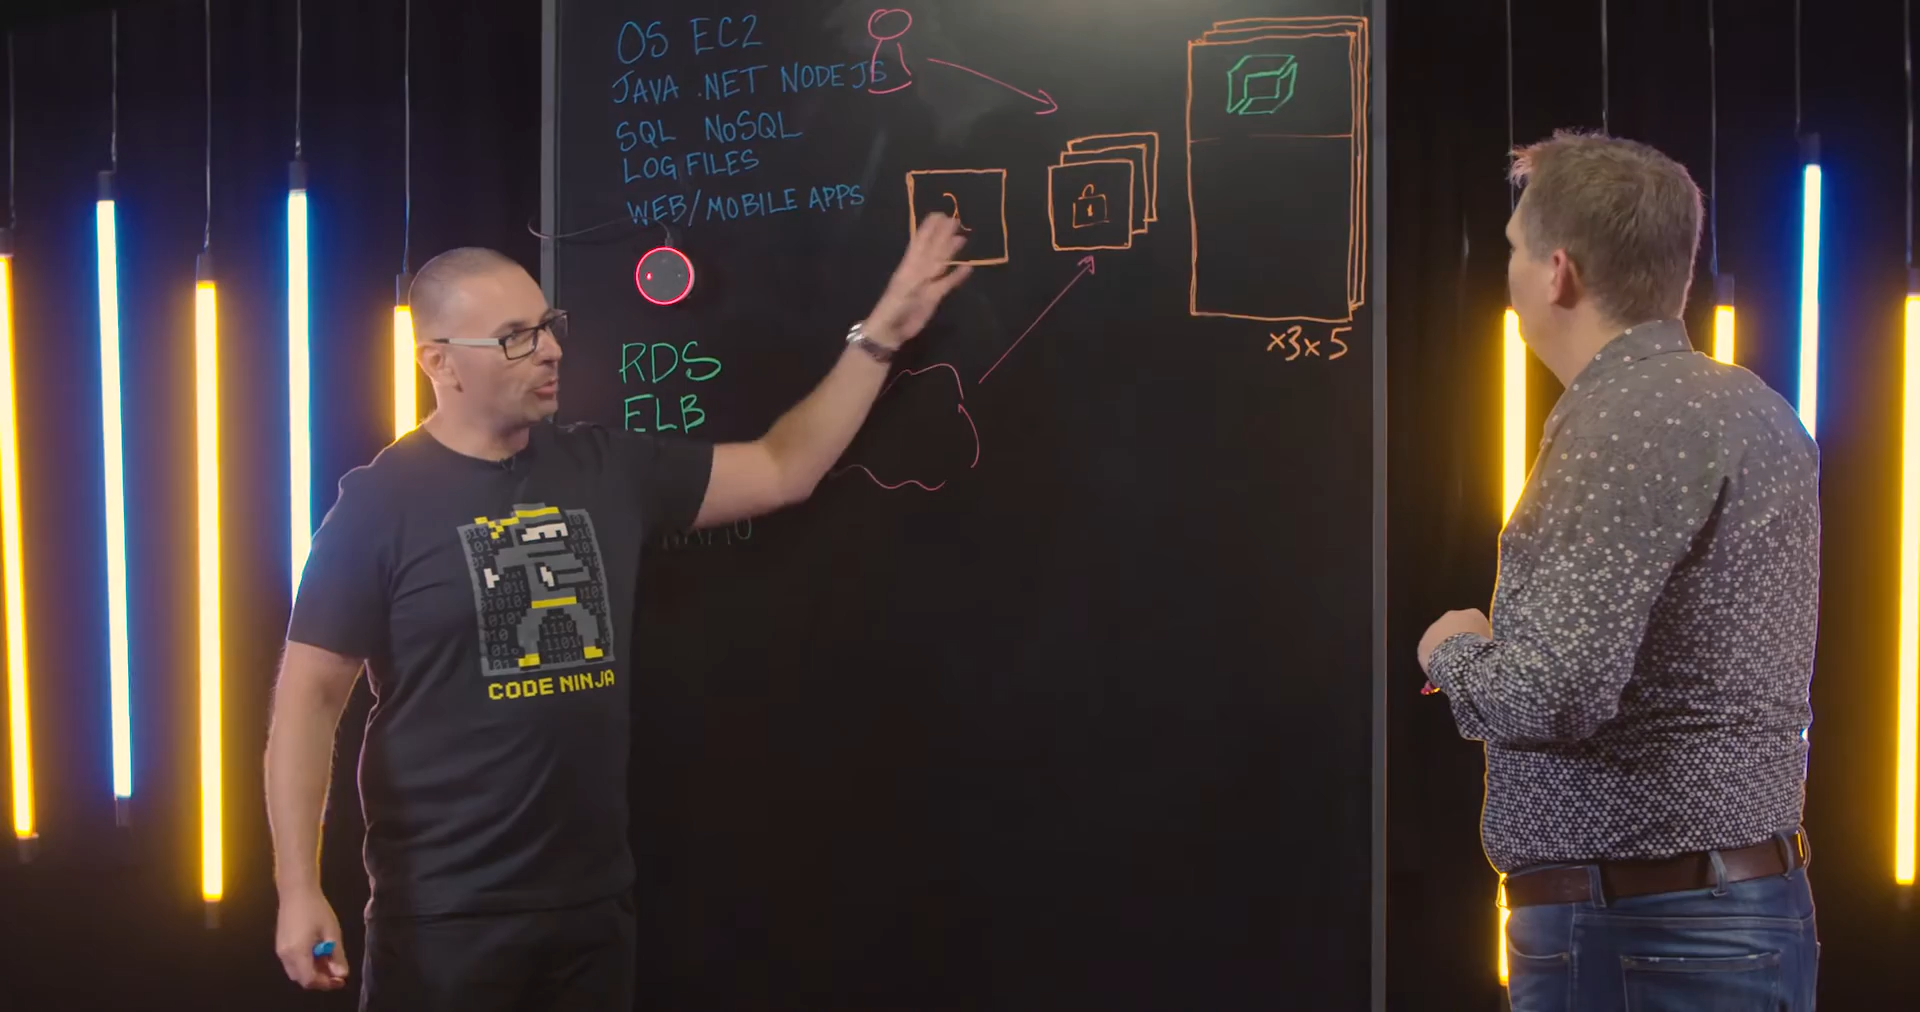 OS EC2
JAVA .NET NODEJS
SQL NoSQL
LOG FILES
WEB/MOBILE APPS
λ
x3x5
RDS
ELB
CODE NINJA